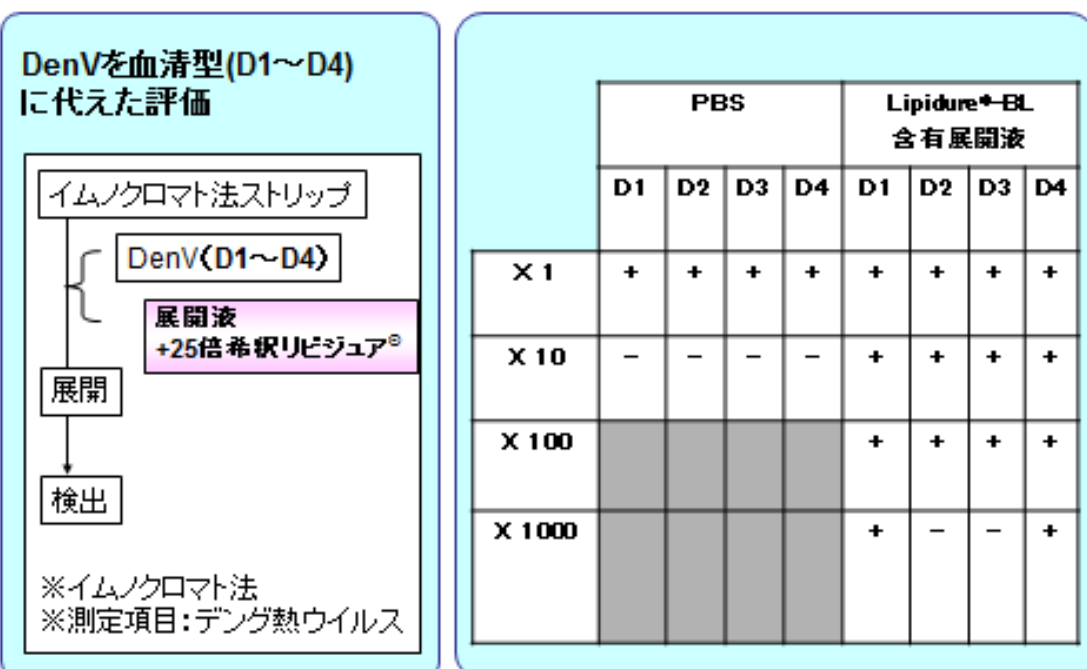 DenVを血清型(D1～D4)
に代えた評価
イムノクロマト法ストリップ
DenV(D1～D4)
展開液
+25倍希釈リピジュア®
展開
検出
※イムノクロマト法
※測定項目:デング熱ウイルス
PBS Lipidure®-BL
含有展開液
D1 D2 D3 D4 D1 D2 D3 D4
X 1 + + + + + + + +
X 10 − − − − + + + +
X 100 + + + +
X 1000 + − − +